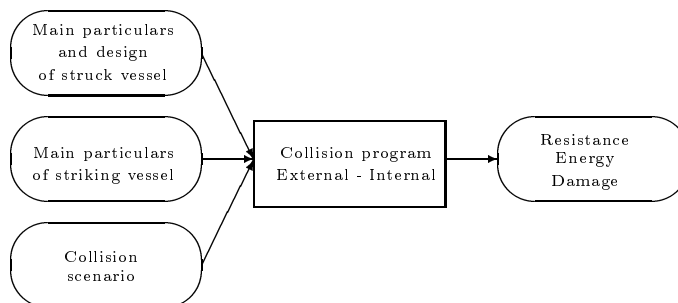 Main particulars
and design
of struck vessel
Main particulars
of striking vessel
Collision
scenario
Collision program
External - Internal
Resistance
Energy
Damage